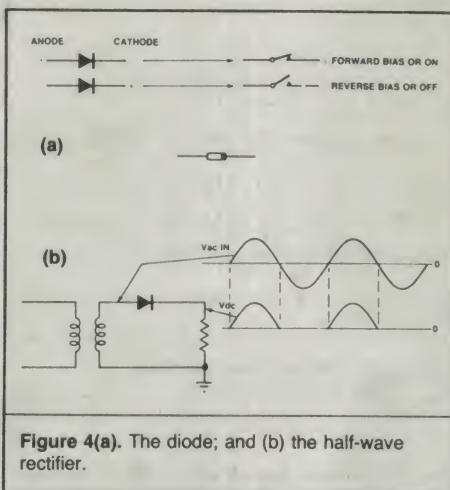 ANODE CATHODE
FORWARD BIAS OR ON
REVERSE BIAS OR OFF
(a)
Vac IN
0
(b)
Vdc
0
Figure 4(a). The diode; and (b) the half-wave
rectifier.